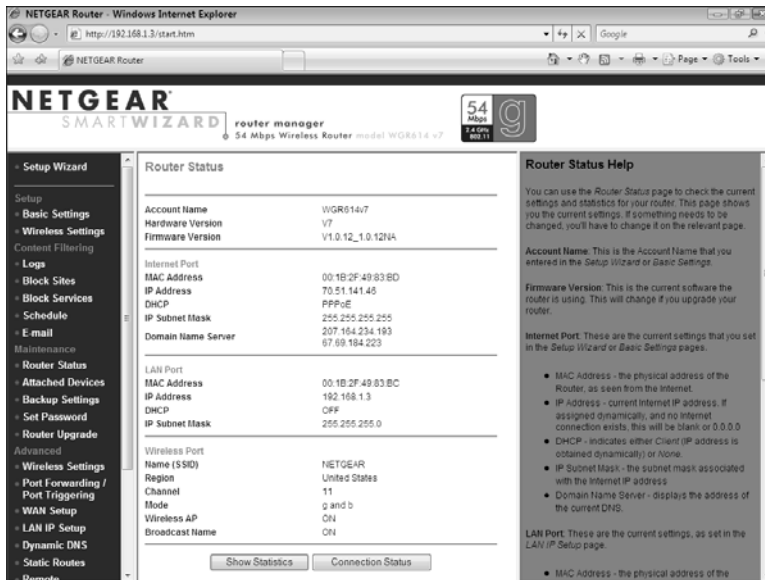 NETGEAR Router - Windows Internet Explorer
http://192.168.1.3/start.htm
Google
NETGEAR Router
Page
Tools
NETGEAR
SMARTWIZARD
router manager
54 Mbps Wireless Router model WGR614 v7
54
Mbps
2.4 GHz
802.11
g
Setup Wizard
Setup
Basic Settings
Wireless Settings
Content Filtering
Logs
Block Sites
Block Services
Schedule
E-mail
Maintenance
Router Status
Attached Devices
Backup Settings
Set Password
Router Upgrade
Advanced
Wireless Settings
Port Forwarding /
Port Triggering
WAN Setup
LAN IP Setup
Dynamic DNS
Static Routes
Remote
Router Status
Account Name WGR614v7
Hardware Version V7
Firmware Version V1.0.12_1.0.12NA
Internet Port
MAC Address 00:1B:2F:49:83:BD
IP Address 70.51.141.46
DHCP PPPoE
IP Subnet Mask 255.255.255.255
Domain Name Server 207.164.234.193
67.69.184.223
LAN Port
MAC Address 00:1B:2F:49:83:BC
IP Address 192.168.1.3
DHCP OFF
IP Subnet Mask 255.255.255.0
Wireless Port
Name (SSID) NETGEAR
Region United States
Channel 11
Mode g and b
Wireless AP ON
Broadcast Name ON
Show Statistics
Connection Status
Router Status Help
You can use the Router Status page to check the current
settings and statistics for your router. This page shows
you the current settings. If something needs to be
changed, you'll have to change it on the relevant page.
Account Name: This is the Account Name that you
entered in the Setup Wizard or Basic Settings.
Firmware Version: This is the current software the
router is using. This will change if you upgrade your
router.
Internet Port: These are the current settings that you set
in the Setup Wizard or Basic Settings pages.
MAC Address - the physical address of the
Router, as seen from the Internet.
IP Address - current Internet IP address. If
assigned dynamically, and no Internet
connection exists, this will be blank or 0.0.0.0
DHCP - indicates either Client (IP address is
obtained dynamically) or None.
IP Subnet Mask - the subnet mask associated
with the Internet IP address
Domain Name Server - displays the address of
the current DNS.
LAN Port: These are the current settings, as set in the
LAN IP Setup page.
MAC Address - the physical address of the